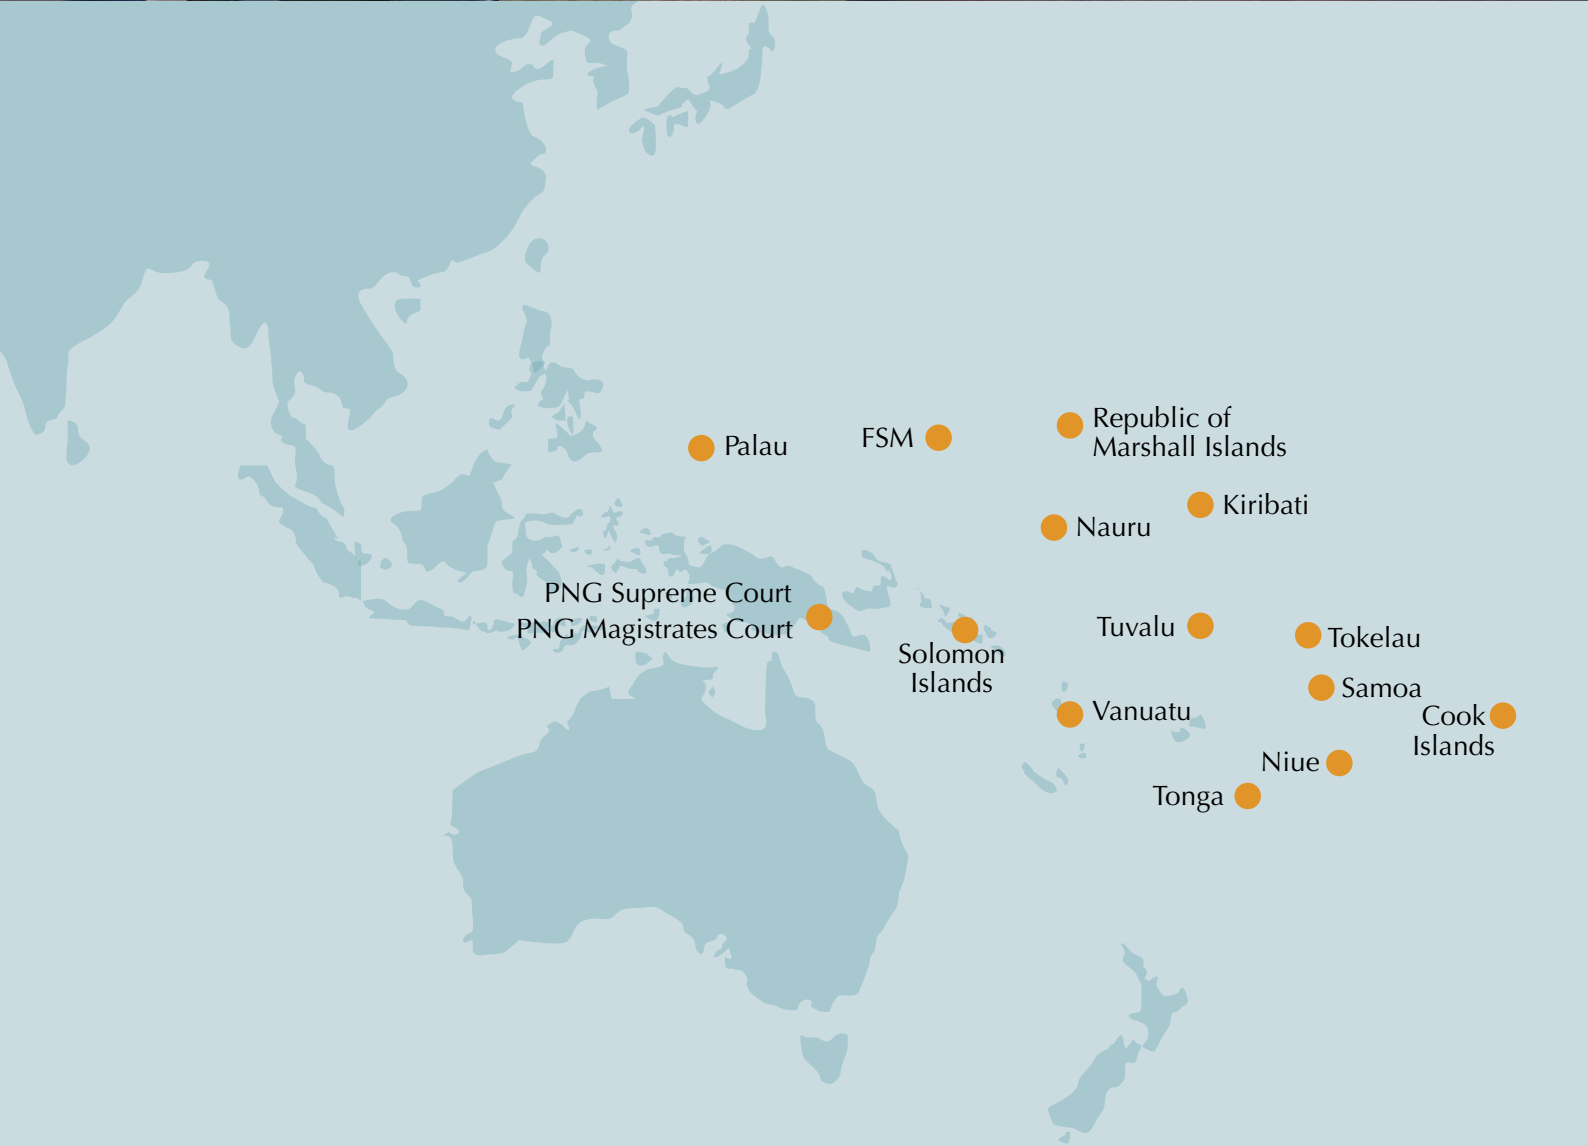 Republic of
Marshall Islands
FSM
Palau
Kiribati
Nauru
PNG Supreme Court
PNG Magistrates Court
Solomon
Islands
Tuvalu
Tokelau
Samoa
Vanuatu
Cook
Islands
Niue
Tonga